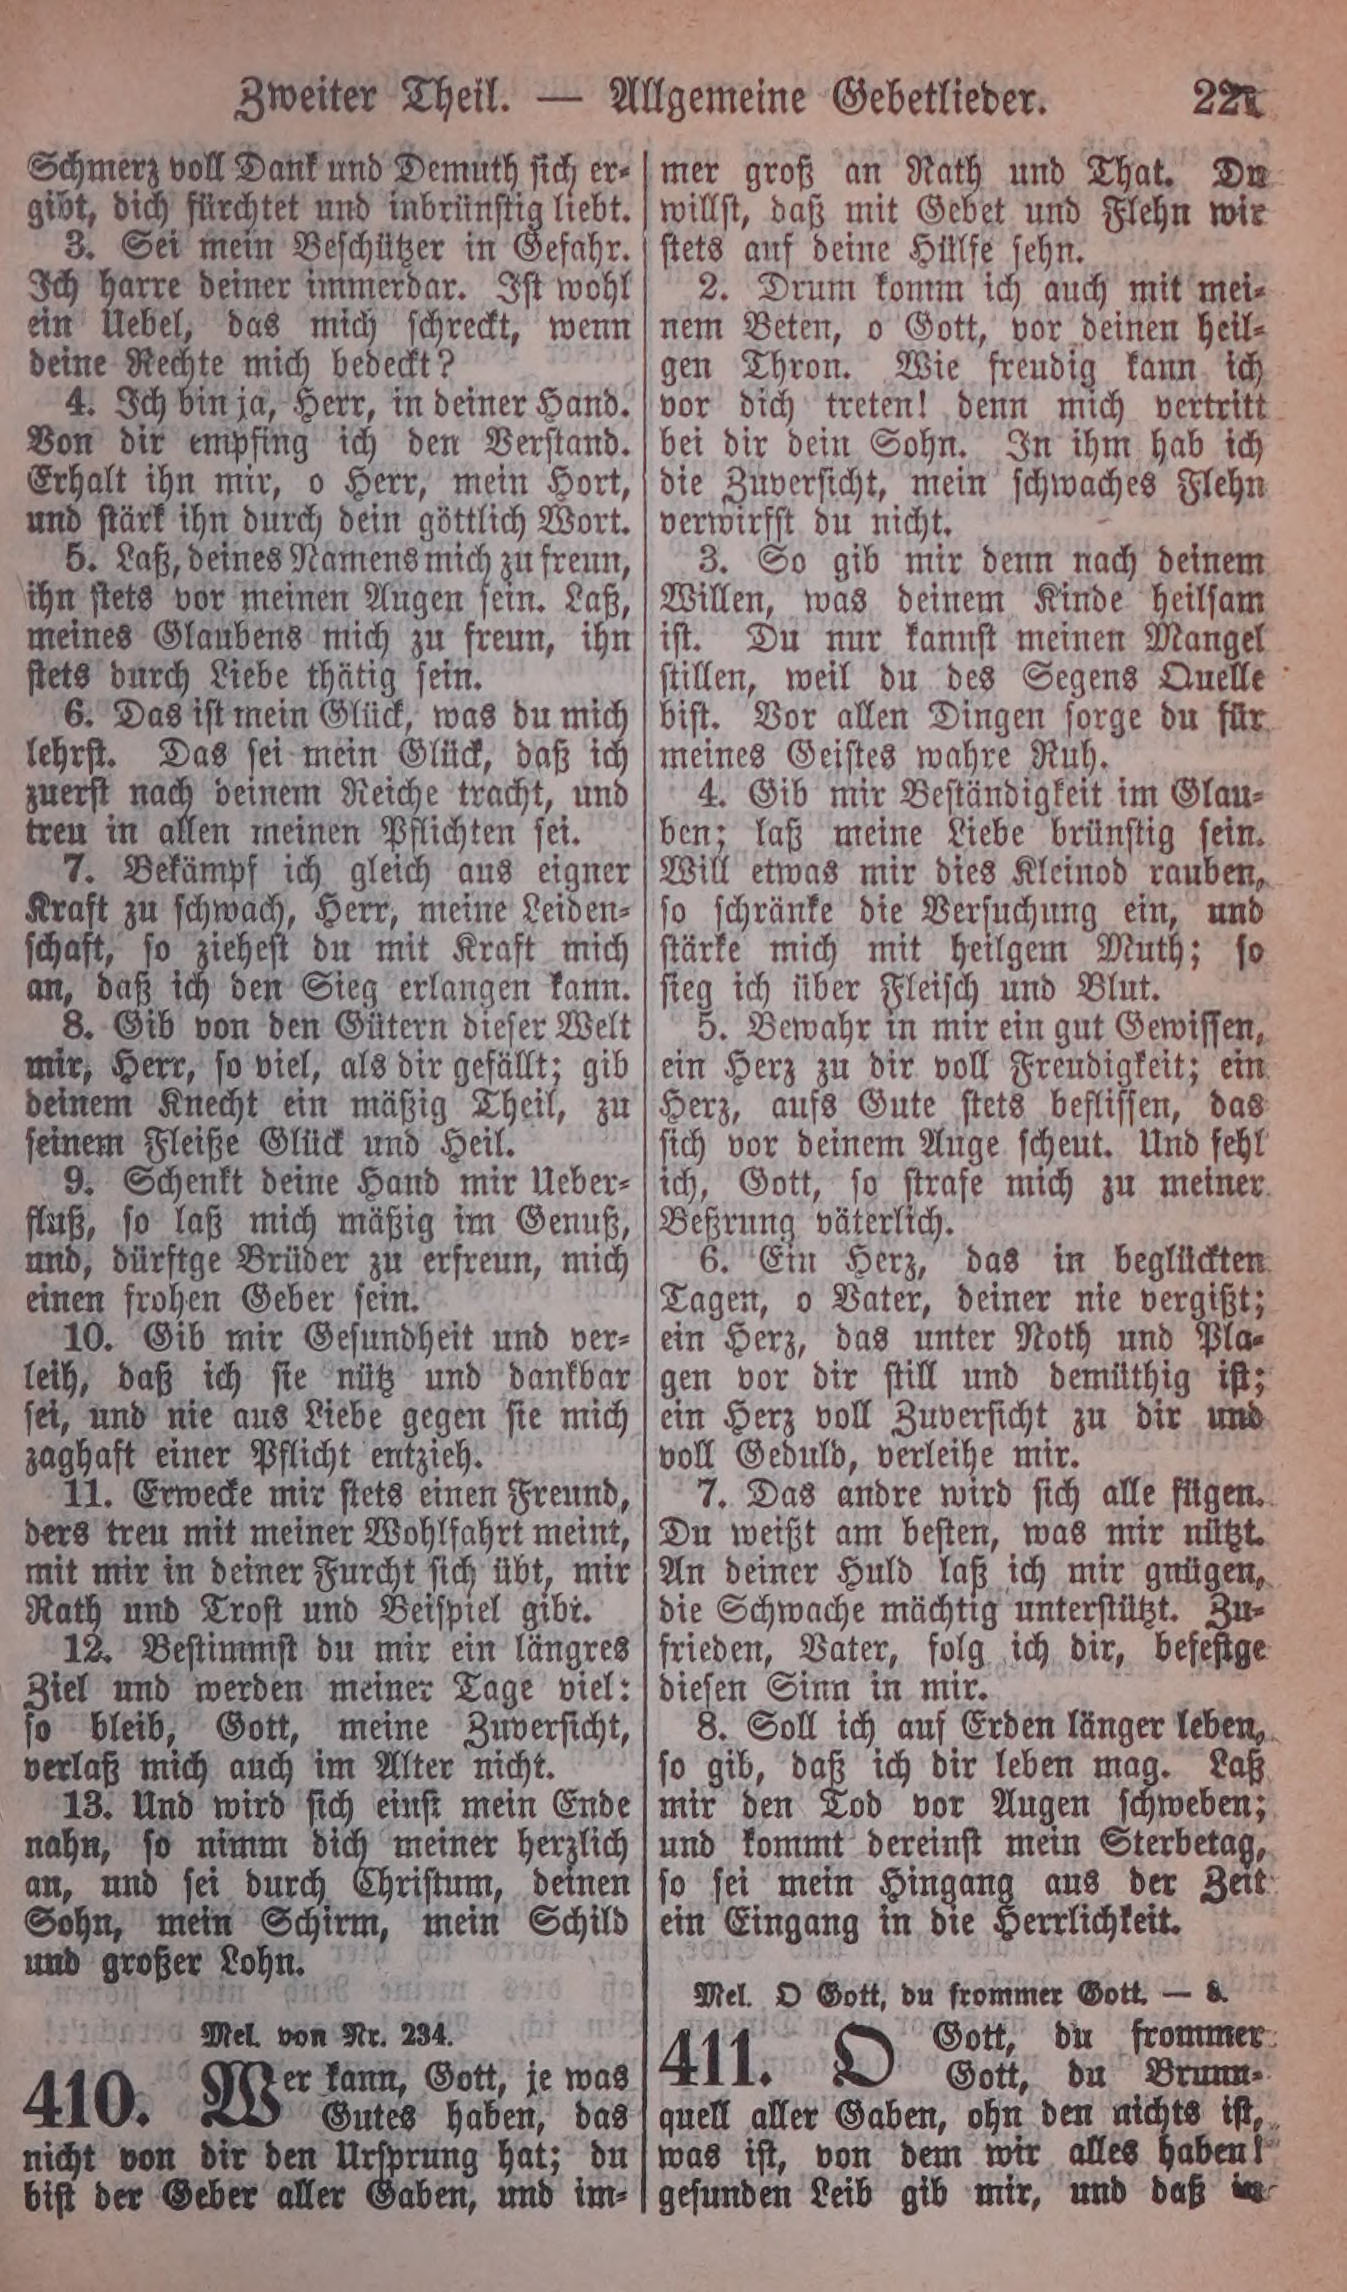 Zweiter Theil. — Allgemeine Gebetlieder.
Schmerz voll Dank und Demuth sich er-
gibt, dich fürchtet und inbrünstig liebt.
3. Sei mein Beschützer in Gefahr.
Ich harre deiner immerdar. Ist wohl
ein Uebel, das mich schreckt, wenn
deine Rechte mich bedeckt?
4. Ich bin ja, Herr, in deiner Hand.
Von dir empfing ich den Verstand.
Erhalt ihn mir, o Herr, mein Hort,
und stärk ihn durch dein göttlich Wort.
5. Laß, deines Namens mich zu freun,
ihn stets vor meinen Augen sein. Laß,
meines Glaubens mich zu freun, ihn
stets durch Liebe thätig sein.
6. Das ist mein Glück, was du mich
lehrst. Das sei mein Glück, daß ich
zuerst nach deinem Reiche tracht, und
treu in allen meinen Pflichten sei.
7. Bekämpf ich gleich aus eigner
Kraft zu schwach, Herr, meine Leiden-
schaft, so ziehest du mit Kraft mich
an, daß ich den Sieg erlangen kann.
8. Gib von den Gütern dieser Welt
mir, Herr, so viel, als dir gefällt; gib
deinem Knecht ein mäßig Theil, zu
seinem Fleiße Glück und Heil.
9. Schenkt deine Hand mir Ueber-
fluß, so laß mich mäßig im Genuß,
und, dürftge Brüder zu erfreun, mich
einen frohen Geber sein.
10. Gib mir Gesundheit und ver-
leih, daß ich sie nütz und dankbar
sei, und nie aus Liebe gegen sie mich
zaghaft einer Pflicht entzieh.
11. Erwecke mir stets einen Freund,
ders treu mit meiner Wohlfahrt meint,
mit mir in deiner Furcht sich übt, mir
Rath und Trost und Beispiel gibt.
12. Bestimmst du mir ein längres
Ziel und werden meiner Tage viel:
so bleib, Gott, meine Zuversicht,
verlaß mich auch im Alter nicht.
13. Und wird sich einst mein Ende
nahn, so nimm dich meiner herzlich
an, und sei durch Christum, deinen
Sohn, mein Schirm, mein Schild
und großer Lohn.
Mel. von Nr. 234.
410. Wer kann, Gott, je was
Gutes haben, das
nicht von dir den Ursprung hat; du
bist der Geber aller Gaben, und im-
mer groß an Rath und That. Du
willst, daß mit Gebet und Flehn wir
stets auf deine Hülfe sehn.
2. Drum komm ich auch mit mei-
nem Beten, o Gott, vor deinen heil-
gen Thron. Wie freudig kann ich
vor dich treten! denn mich vertritt
bei dir dein Sohn. In ihm hab ich
die Zuversicht, mein schwaches Flehn
verwirfft du nicht.
3. So gib mir denn nach deinem
Willen, was deinem Kinde heilsam
ist. Du nur kannst meinen Mangel
stillen, weil du des Segens Quelle
bist. Vor allen Dingen sorge du für
meines Geistes wahre Ruh.
4. Gib mir Beständigkeit im Glau-
ben; laß meine Liebe brünstig sein.
Will etwas mir dies Kleinod rauben,
so schränke die Versuchung ein, und
stärke mich mit heilgem Muth; so
sieg ich über Fleisch und Blut.
5. Bewahr in mir ein gut Gewissen,
ein Herz zu dir voll Freudigkeit; ein
Herz, aufs Gute stets beflissen, das
sich vor deinem Auge scheut. Und fehl
ich, Gott, so strafe mich zu meiner
Beßrung väterlich.
6. Ein Herz, das in beglückten
Tagen, o Vater, deiner nie vergißt;
ein Herz, das unter Noth und Pla-
gen vor dir still und demüthig ist;
ein Herz voll Zuversicht zu dir und
voll Geduld, verleihe mir.
7. Das andre wird sich alle fügen.
Du weißt am besten, was mir nützt.
An deiner Huld laß ich mir gnügen,
die Schwache mächtig unterstützt. Zu-
frieden, Vater, folg ich dir, befestge
diesen Sinn in mir.
8. Soll ich auf Erden länger leben,
so gib, daß ich dir leben mag. Laß
mir den Tod vor Augen schweben;
und kommt dereinst mein Sterbetag,
so sei mein Hingang aus der Zeit
ein Eingang in die Herrlichkeit.
Mel. O Gott, du frommer Gott. — 8.
411. O Gott, du frommer
Gott, du Brunn-
quell aller Gaben, ohn den nichts ist,
was ist, von dem wir alles haben!
gesunden Leib gib mir, und daß in